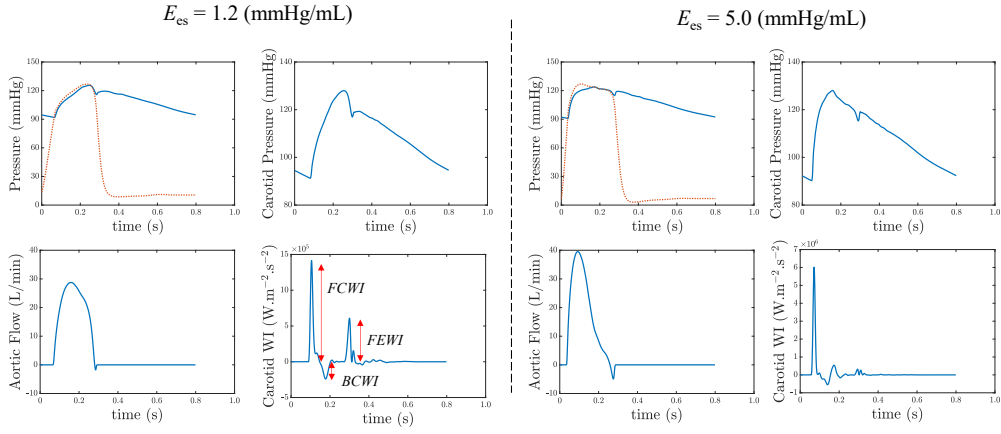 E_es = 1.2 (mmHg/mL)
E_es = 5.0 (mmHg/mL)
Pressure (mmHg)
150
120
90
60
30
0
0 0.2 0.4 0.6 0.8 1.0
time (s)
Carotid Pressure (mmHg)
140
120
100
80
0 0.2 0.4 0.6 0.8 1.0
time (s)
Pressure (mmHg)
150
120
90
60
30
0
0 0.2 0.4 0.6 0.8 1.0
time (s)
Carotid Pressure (mmHg)
140
120
100
80
0 0.2 0.4 0.6 0.8 1.0
time (s)
Aortic Flow (L/min)
40
30
20
10
0
-10
0 0.2 0.4 0.6 0.8 1.0
time (s)
Carotid WI (W.m⁻².s⁻²)
×10⁵
15
10
5
0
-5
FCWI
FEWI
BCWI
0 0.2 0.4 0.6 0.8 1.0
time (s)
Aortic Flow (L/min)
40
30
20
10
0
-10
0 0.2 0.4 0.6 0.8 1.0
time (s)
Carotid WI (W.m⁻².s⁻²)
×10⁶
7
6
5
4
3
2
1
0
-1
0 0.2 0.4 0.6 0.8 1.0
time (s)